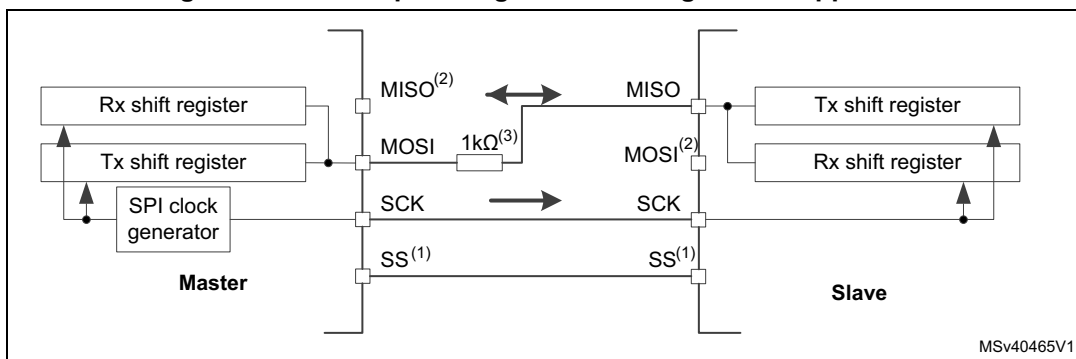 MISO(2)
MISO
Rx shift register
Tx shift register
MOSI
1kΩ(3)
MOSI(2)
Tx shift register
Rx shift register
SPI clock
generator
SCK
SCK
SS(1)
SS(1)
Master
Slave
MSv40465V1